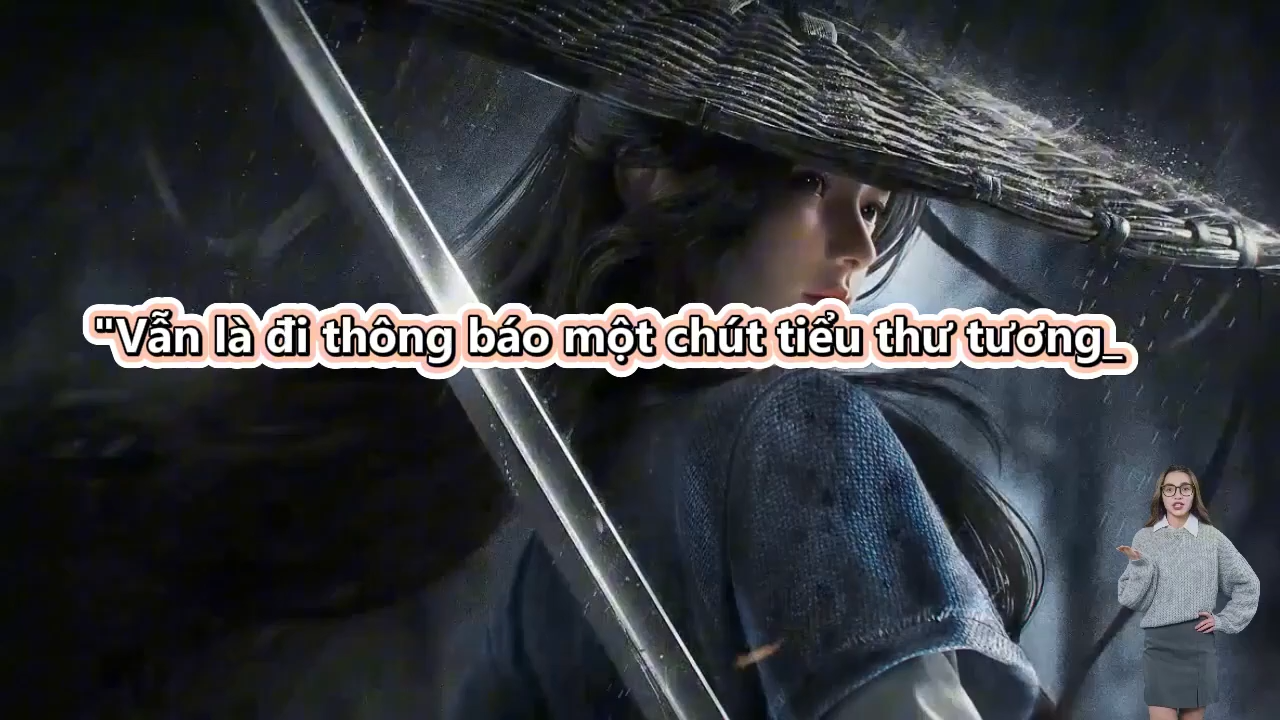 "Vẫn là đi thông báo một chút tiểu thư tương_